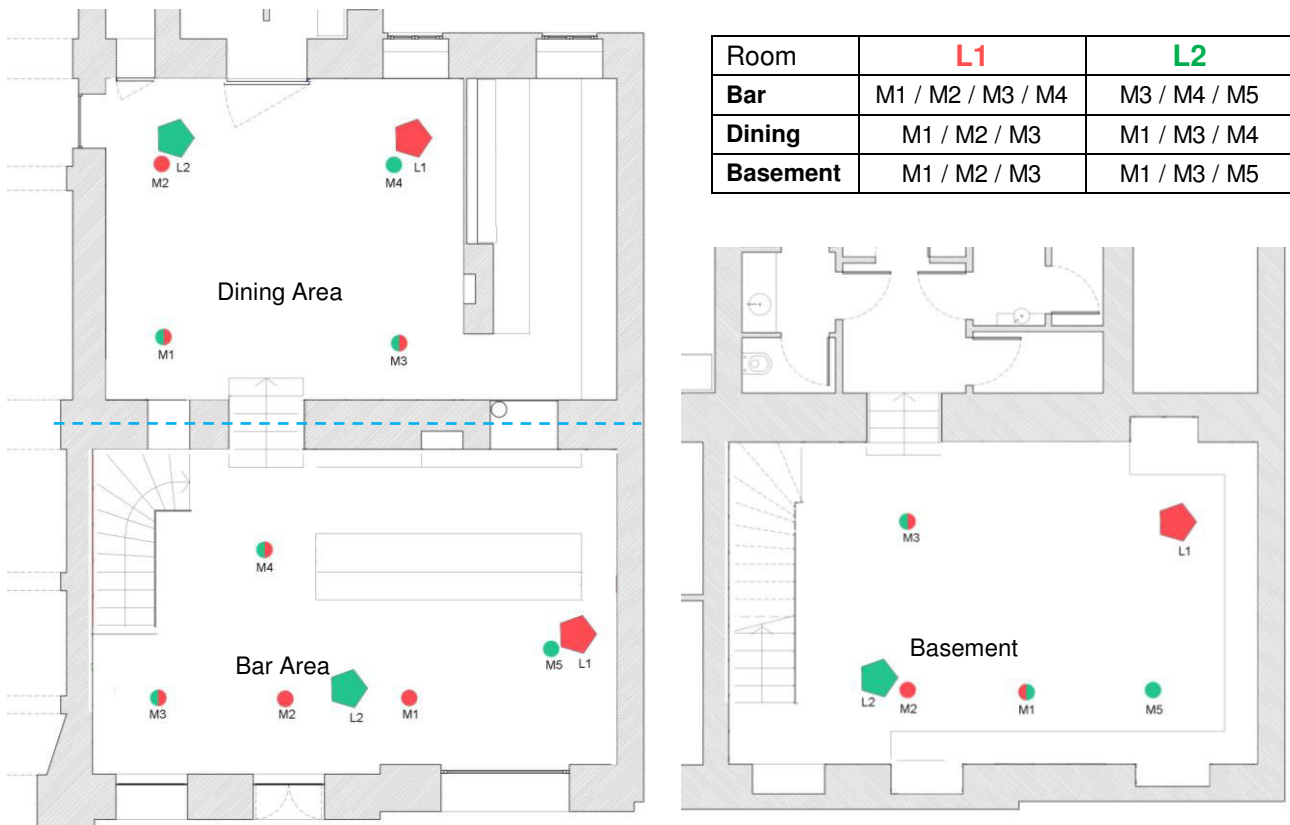 Room L1 L2
Bar M1 / M2 / M3 / M4 M3 / M4 / M5
Dining M1 / M2 / M3 M1 / M3 / M4
Basement M1 / M2 / M3 M1 / M3 / M5
M2 L2
M4 L1
Dining Area
M1
M3
M4
M5 L1
Bar Area
M3
M2
L2
M1
M3
L1
Basement
L2
M2
M1
M5